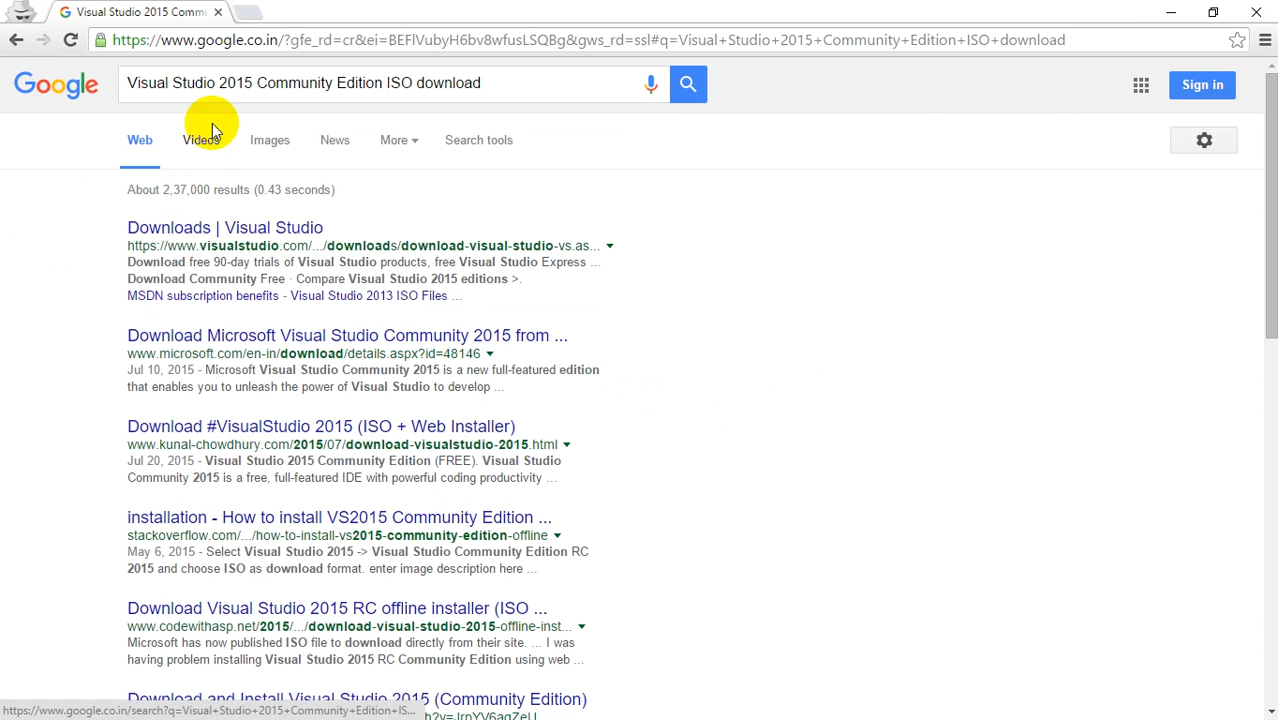 Visual Studio 2015 Comm
https://www.google.co.in/?gfe_rd=cr&ei=BEFlVubyH6bv8wfusLSQBg&gws_rd=ssl#q=Visual+Studio+2015+Community+Edition+ISO+download
Google
Visual Studio 2015 Community Edition ISO download
Sign in
Web Videos Images News More Search tools
About 2,37,000 results (0.43 seconds)
Downloads | Visual Studio
https://www.visualstudio.com/.../downloads/download-visual-studio-vs.as...
Download free 90-day trials of Visual Studio products, free Visual Studio Express ...
Download Community Free · Compare Visual Studio 2015 editions >.
MSDN subscription benefits - Visual Studio 2013 ISO Files ...
Download Microsoft Visual Studio Community 2015 from ...
www.microsoft.com/en-in/download/details.aspx?id=48146
Jul 10, 2015 - Microsoft Visual Studio Community 2015 is a new full-featured edition
that enables you to unleash the power of Visual Studio to develop ...
Download #VisualStudio 2015 (ISO + Web Installer)
www.kunal-chowdhury.com/2015/07/download-visualstudio-2015.html
Jul 20, 2015 - Visual Studio 2015 Community Edition (FREE). Visual Studio
Community 2015 is a free, full-featured IDE with powerful coding productivity ...
installation - How to install VS2015 Community Edition ...
stackoverflow.com/.../how-to-install-vs2015-community-edition-offline
May 6, 2015 - Select Visual Studio 2015 -> Visual Studio Community Edition RC
2015 and choose ISO as download format. enter image description here ...
Download Visual Studio 2015 RC offline installer (ISO ...
www.codewithasp.net/2015/.../download-visual-studio-2015-offline-inst...
Microsoft has now published ISO file to download directly from their site. ... I was
having problem installing Visual Studio 2015 RC Community Edition using web ...
Download and Install Visual Studio 2015 (Community Edition)
https://www.google.co.in/search?q=Visual+Studio+2015+Community+Edition+IS...